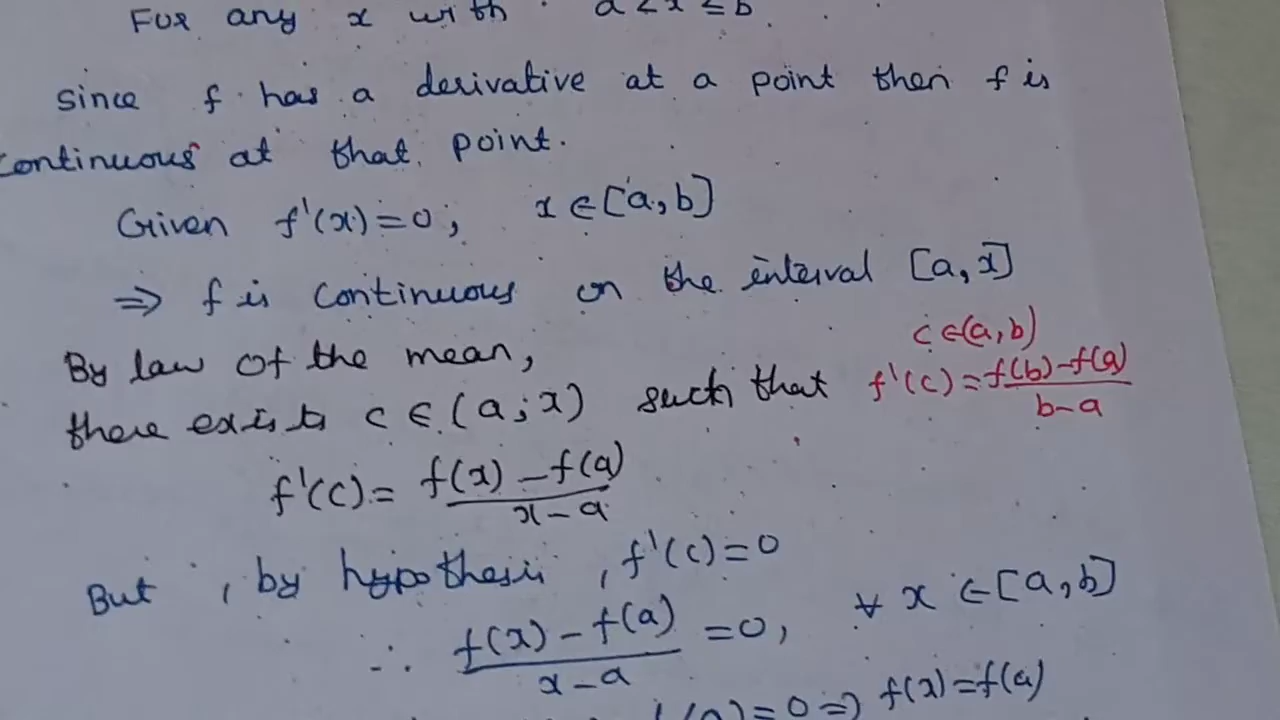 For any x with a < x ≤ b.
since f has a derivative at a point then f is
continuous at that point.
Given f'(x)=0, x ∈ [a, b]
⇒ f is continuous on the interval [a, x]
c ∈ (a, b)
By law of the mean,
there exists c ∈ (a, x) such that f'(c) = f(b)-f(a) / b-a
f'(c) = f(x) - f(a) / x - a
But , by hypothesis , f'(c) = 0
∴ f(x) - f(a) / x - a = 0, ∀ x ∈ [a, b]
(a) = 0 ⇒ f(x) = f(a)